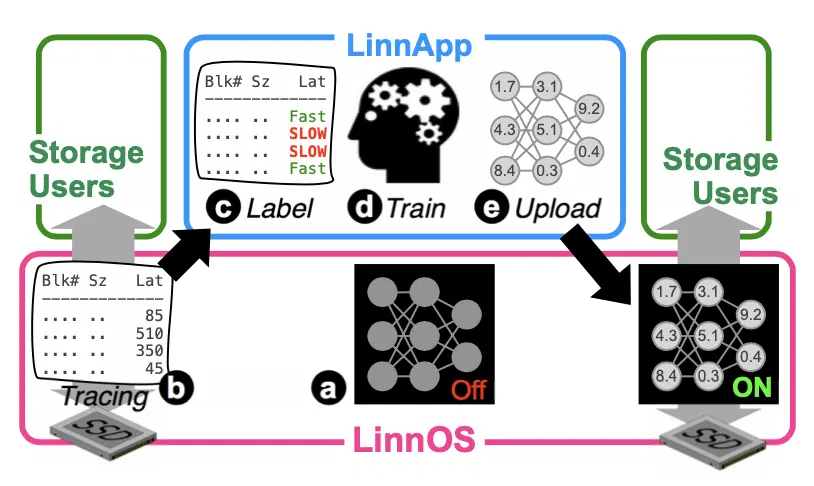 LinnApp
Storage
Users
Blk# Sz Lat
-------------
.... .. Fast
.... .. SLOW
.... .. SLOW
.... .. Fast
c Label
d Train
1.7 3.1
9.2
4.3 5.1
0.4
8.4 0.3
e Upload
Storage
Users
Blk# Sz Lat
-------------
.... .. 85
.... .. 510
.... .. 350
.... .. 45
Tracing b
SSD
a
Off
1.7 3.1
9.2
4.3 5.1
0.4
8.4 0.3
ON
SSD
LinnOS